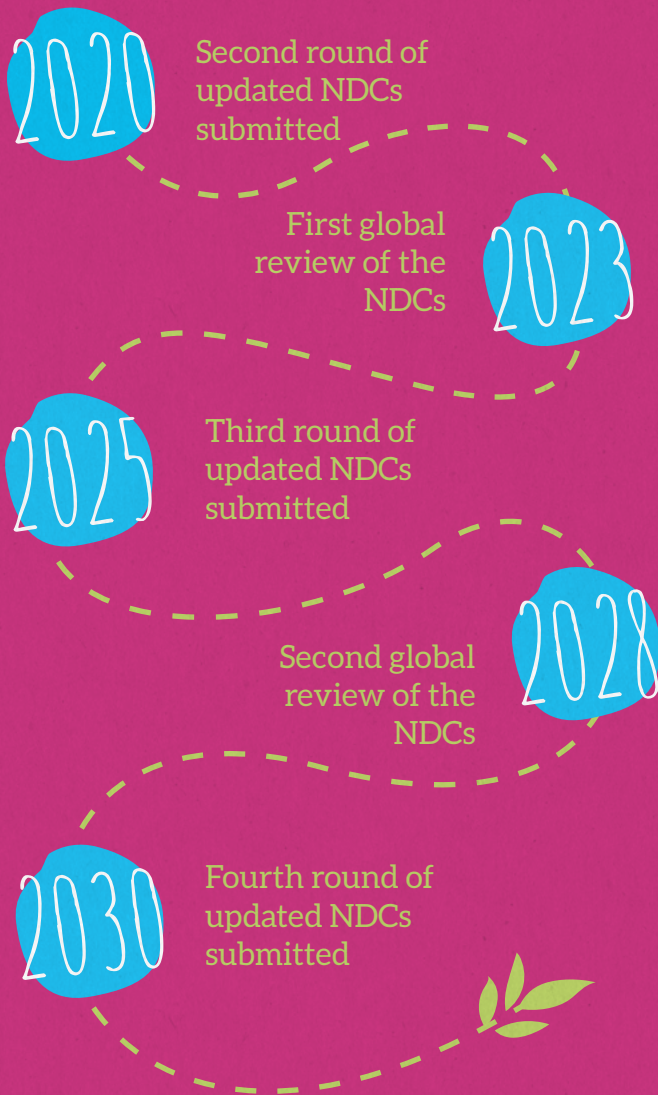 2020
Second round of
updated NDCs
submitted
First global
review of the
NDCs
2023
2025
Third round of
updated NDCs
submitted
2028
Second global
review of the
NDCs
2030
Fourth round of
updated NDCs
submitted